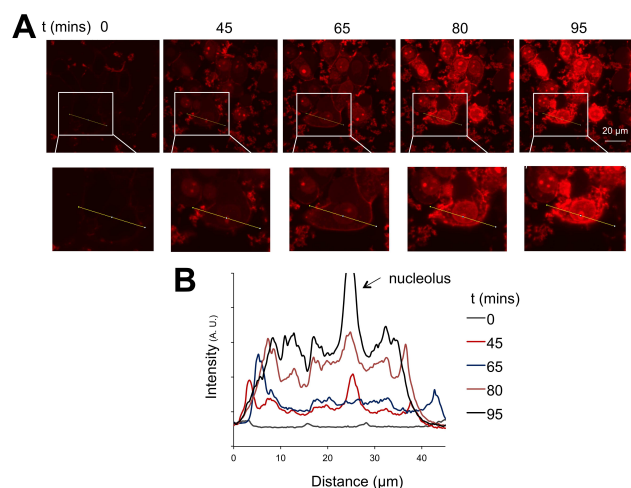 A
t (mins) 0 45 65 80 95
20 µm
B
nucleolus
Intensity (A. U.)
0 10 20 30 40
Distance (µm)
t (mins)
0
45
65
80
95